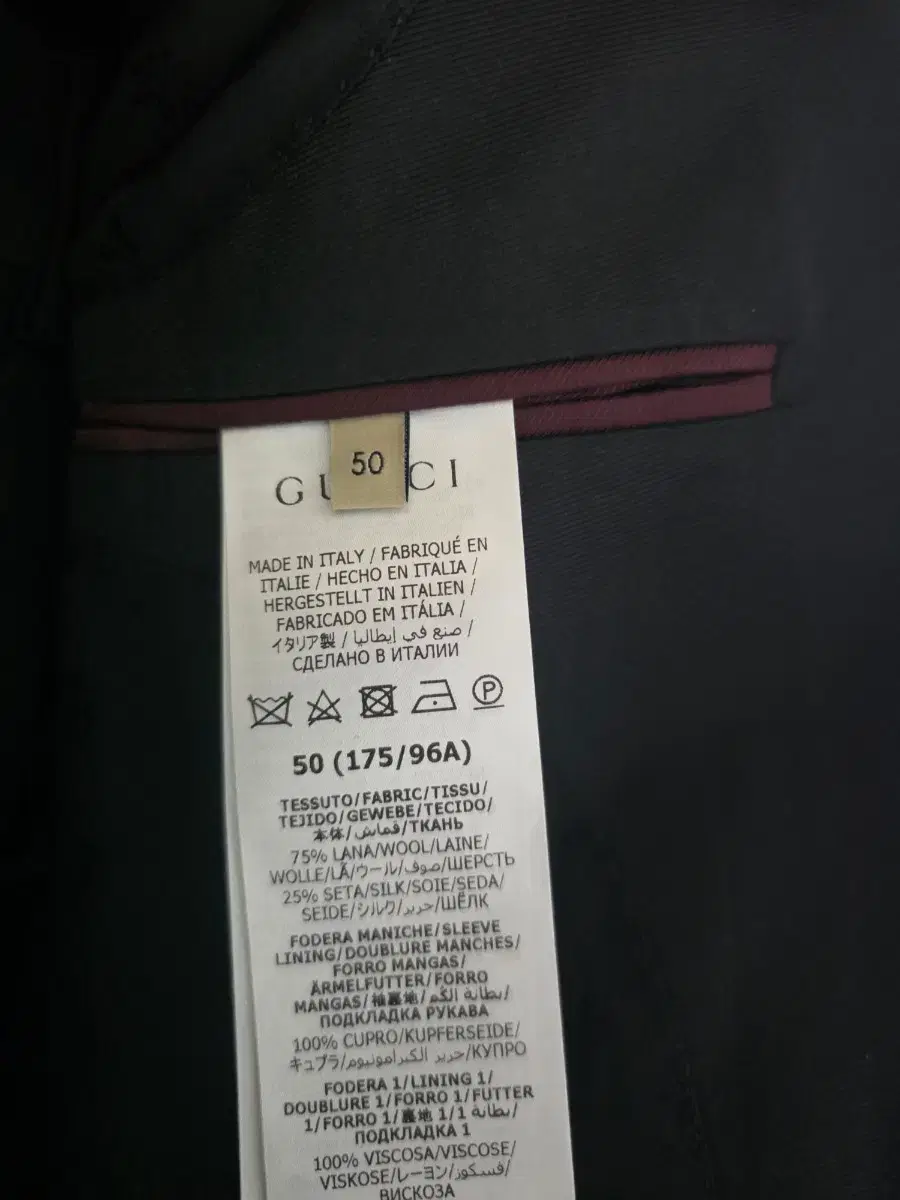 50
GUCCI
MADE IN ITALY / FABRIQUÉ EN
ITALIE / HECHO EN ITALIA /
HERGESTELLT IN ITALIEN /
FABRICADO EM ITÁLIA /
イタリア製 / صنع في إيطاليا /
СДЕЛАНО В ИТАЛИИ
P
50 (175/96A)
TESSUTO/FABRIC/TISSU/
TEJIDO/GEWEBE/TECIDO/
本体/قماش/ТКАНЬ
75% LANA/WOOL/LAINE/
WOLLE/LÃ/ウール/صوف/ШЕРСТЬ
25% SETA/SILK/SOIE/SEDA/
SEIDE/シルク/حرير/ШЁЛК
FODERA MANICHE/SLEEVE
LINING/DOUBLURE MANCHES/
FORRO MANGAS/
ÄRMELFUTTER/FORRO
MANGAS/袖裏地/بطانة الكم/
ПОДКЛАДКА РУКАВА
100% CUPRO/KUPFERSEIDE/
キュプラ/حرير الكبرامونيوم/КУПРО
FODERA 1/LINING 1/
DOUBLURE 1/FORRO 1/FUTTER
1/FORRO 1/裏地 1/بطانة 1/
ПОДКЛАДКА 1
100% VISCOSA/VISCOSE/
VISKOSE/レーヨン/فسكوز/
ВИСКОЗА